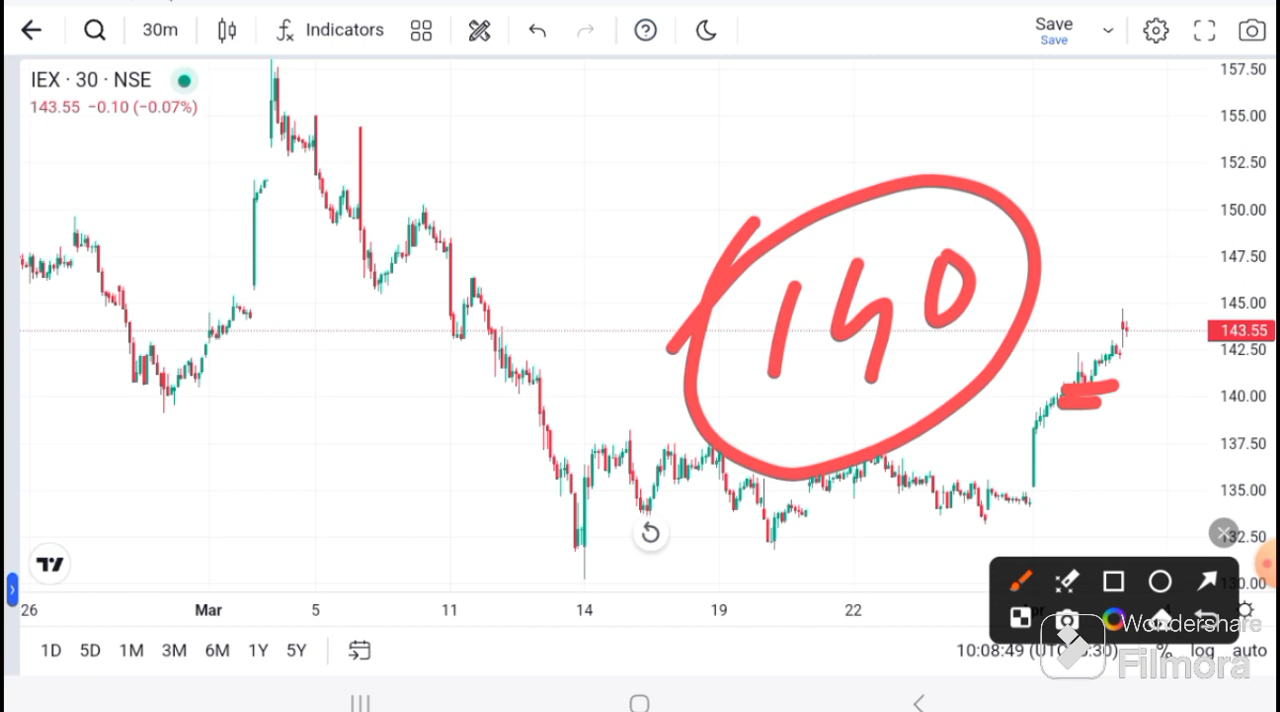 30m Indicators Save
Save
IEX · 30 · NSE
143.55 −0.10 (−0.07%)
157.50
155.00
152.50
150.00
147.50
145.00
143.55
142.50
140.00
137.50
135.00
132.50
130.00
140
26 Mar 5 11 14 19 22
1D 5D 1M 3M 6M 1Y 5Y
10:08:49 (UTC % log auto
Wondershare
Filmora